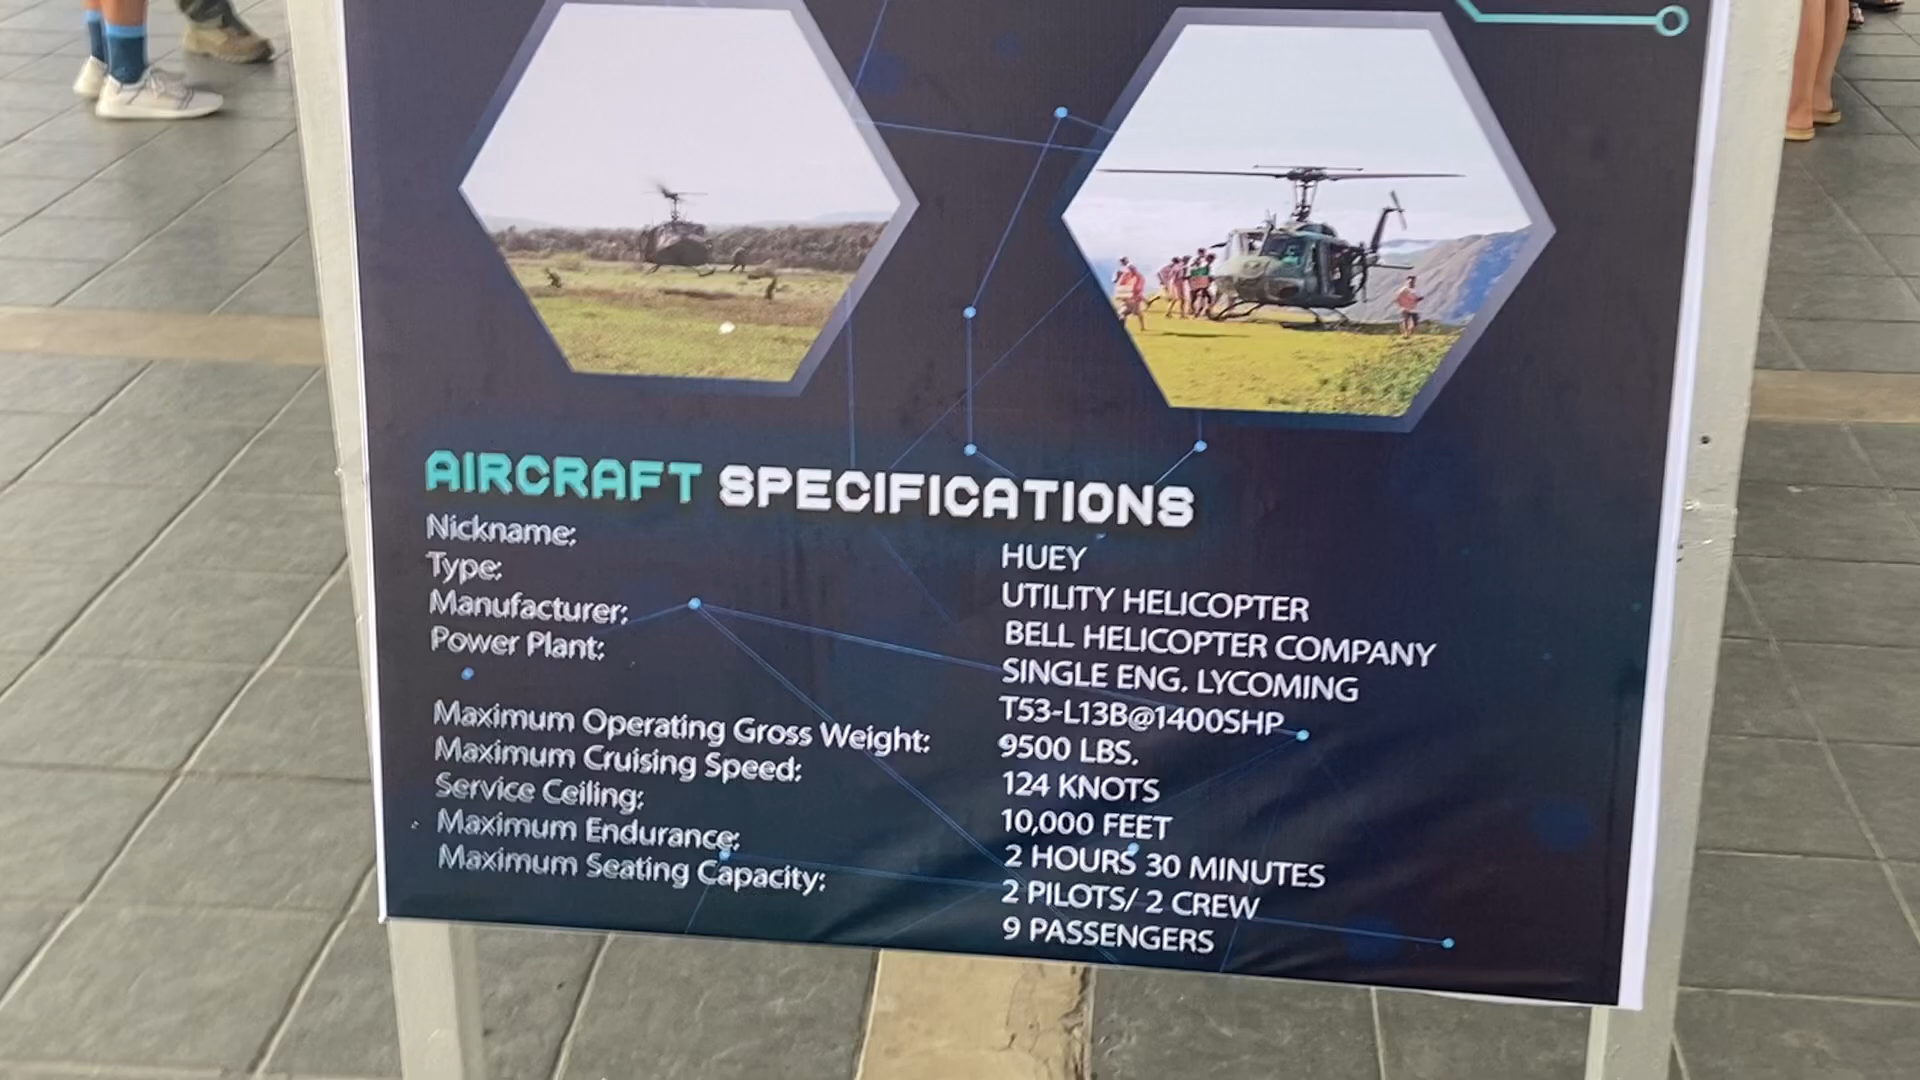 AIRCRAFT SPECIFICATIONS
Nickname: HUEY
Type: UTILITY HELICOPTER
Manufacturer: BELL HELICOPTER COMPANY
Power Plant: SINGLE ENG. LYCOMING
T53-L13B@1400SHP
Maximum Operating Gross Weight: 9500 LBS.
Maximum Cruising Speed: 124 KNOTS
Service Ceiling: 10,000 FEET
Maximum Endurance: 2 HOURS 30 MINUTES
Maximum Seating Capacity: 2 PILOTS/ 2 CREW
9 PASSENGERS